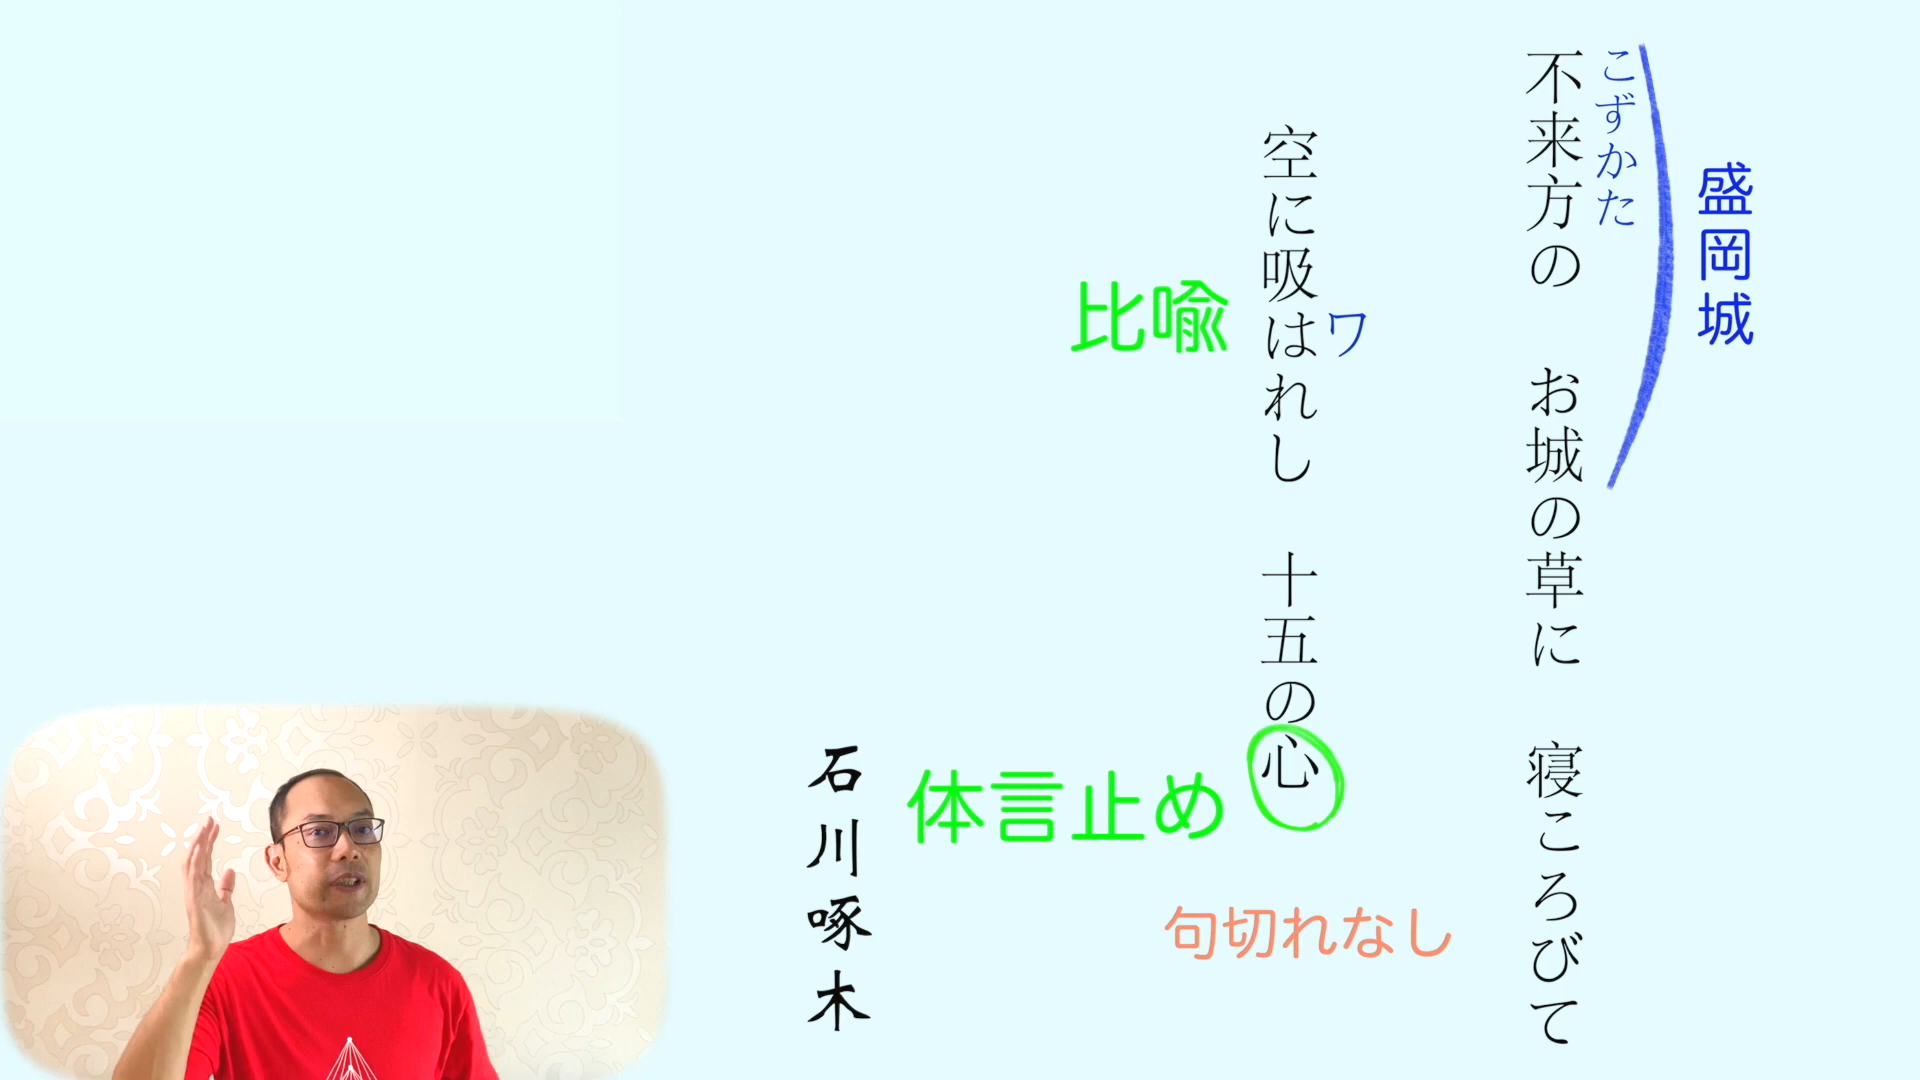 盛岡城
こずかた
不来方の　お城の草に　寝ころびて
ワ
空に吸はれし　十五の心
比喩
体言止め
句切れなし
石川啄木